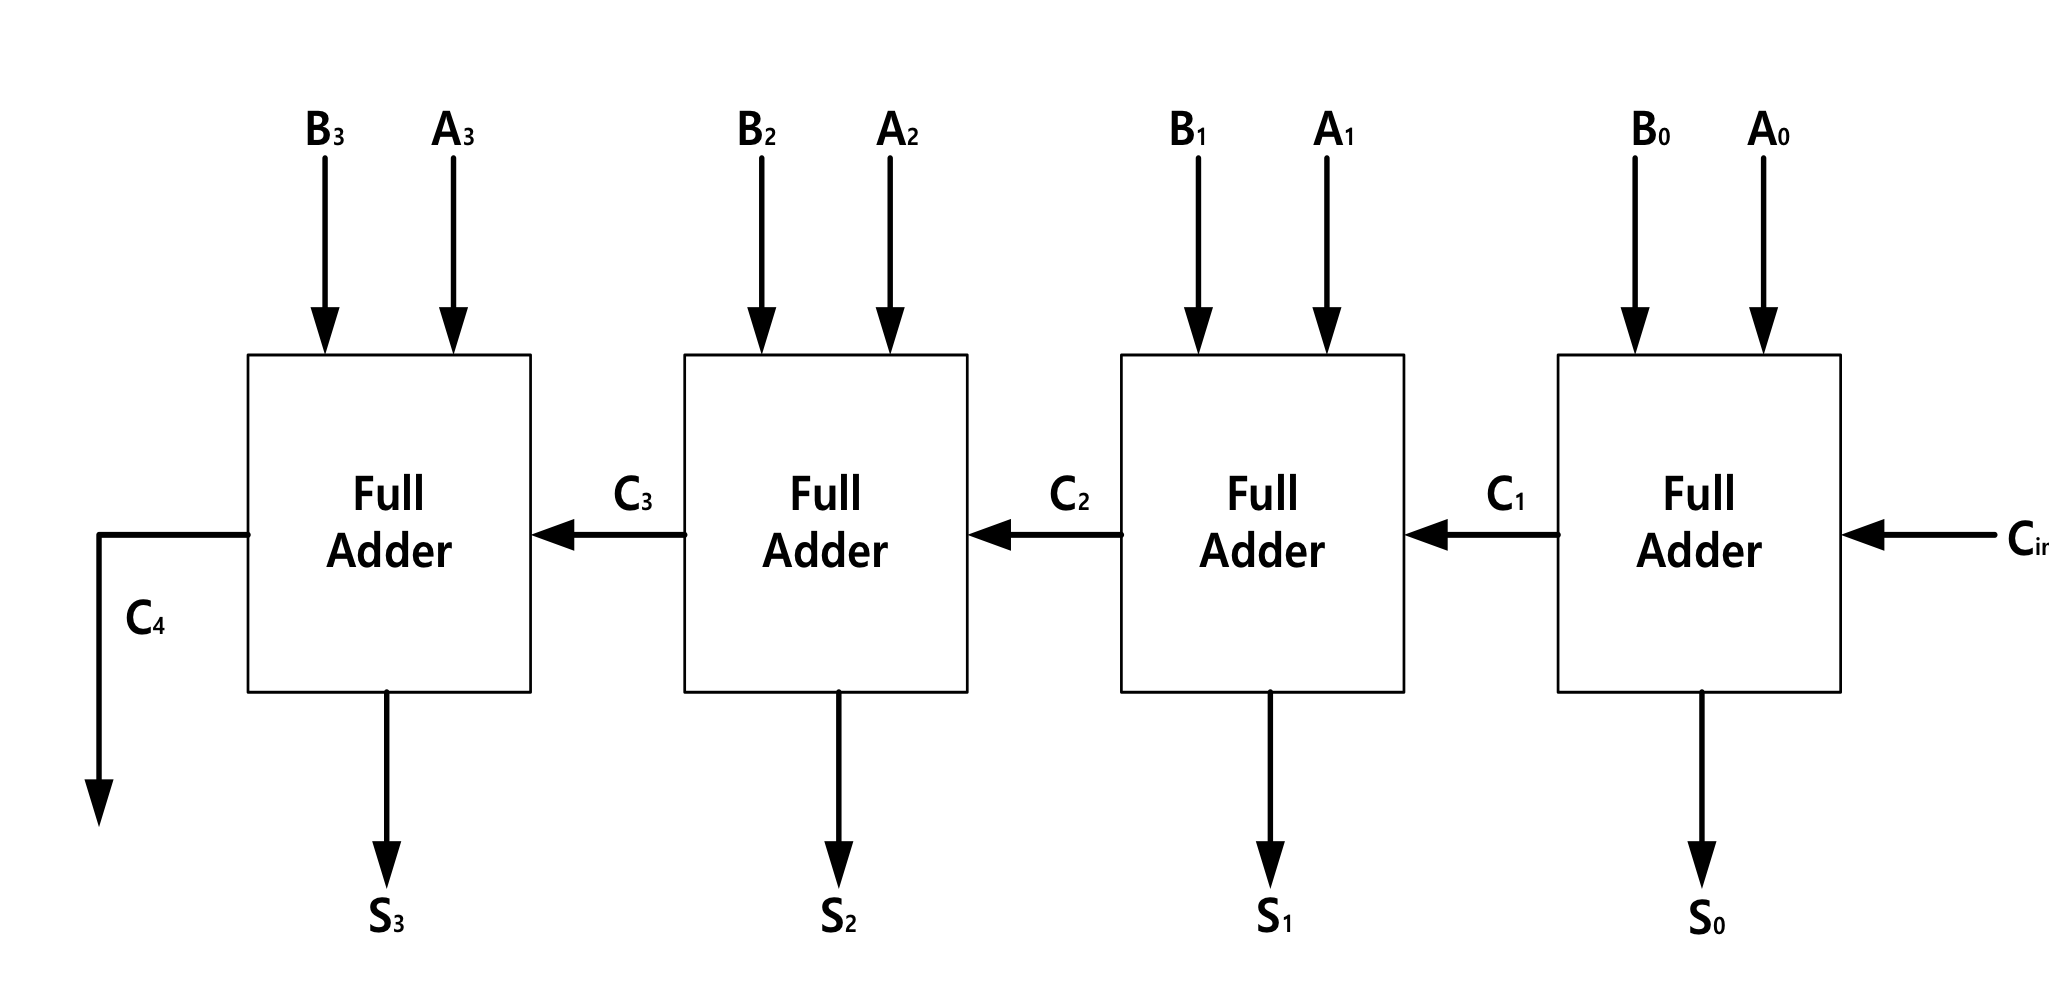 B3 A3 B2 A2 B1 A1 B0 A0
Full Full Full Full
Adder Adder Adder Adder
C3 C2 C1
C4
S3 S2 S1 S0